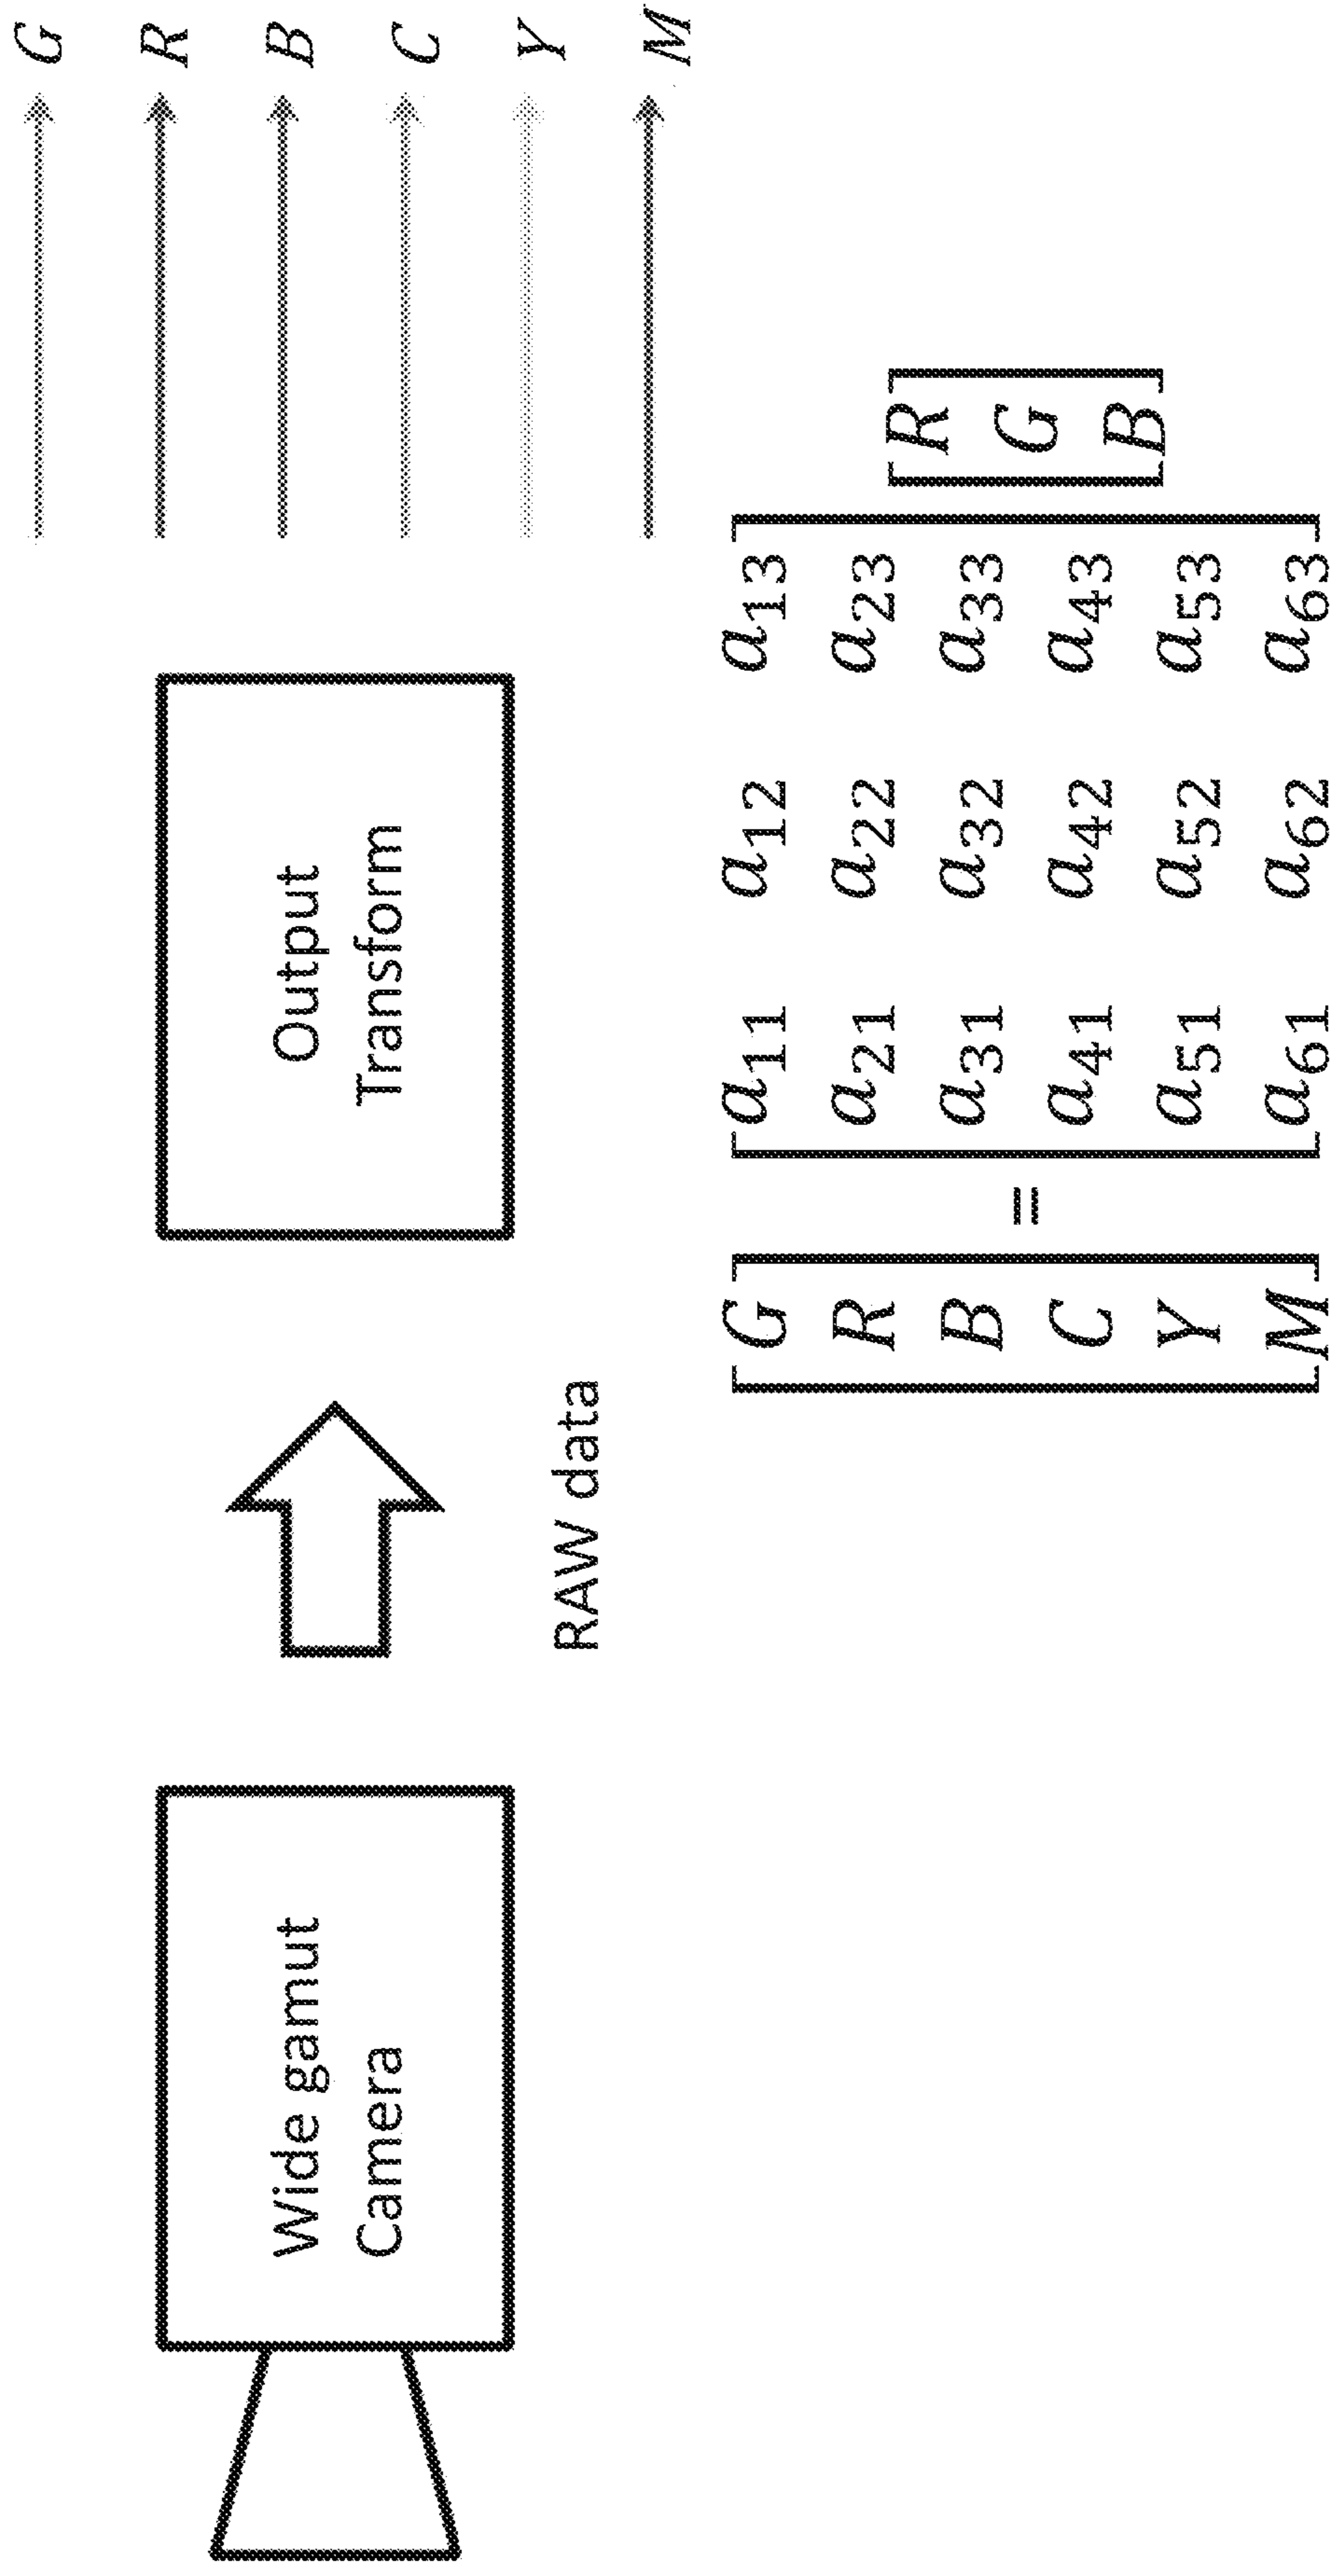 Wide gamut
Camera
RAW data
Output
Transform
G
R
B
C
Y
M
[G R B C Y M] = [a11 a12 a13
a21 a22 a23
a31 a32 a33
a41 a42 a43
a51 a52 a53
a61 a62 a63] [R G B]